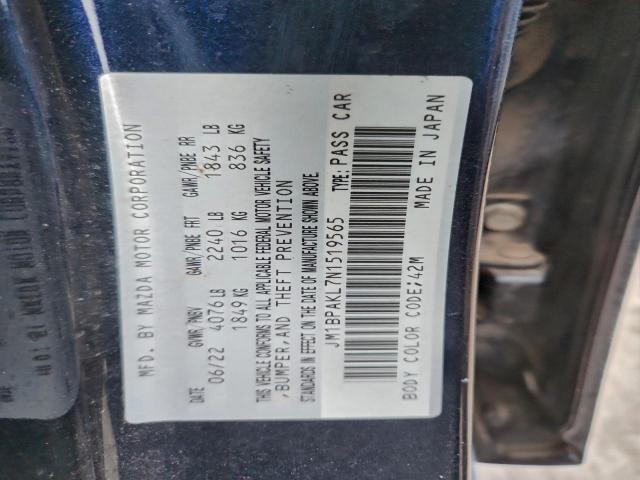 MFD. BY MAZDA MOTOR CORPORATION
DATE GVWR/PNBV GAWR/PNBE FRT GAWR/PNBE RR
06/22 4076 LB 2240 LB 1843 LB
1849 KG 1016 KG 836 KG
THIS VEHICLE CONFORMS TO ALL APPLICABLE FEDERAL MOTOR VEHICLE SAFETY
,BUMPER,AND THEFT PREVENTION
STANDARDS IN EFFECT ON THE DATE OF MANUFACTURE SHOWN ABOVE.
JM1BPAKL7N1519565 TYPE: PASS CAR
BODY COLOR CODE;42M MADE IN JAPAN